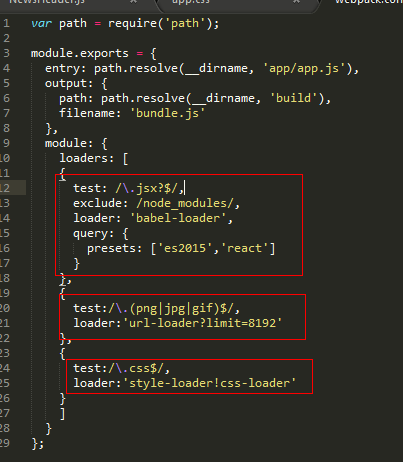 NewsHeader.js × app.css × webpack.con
1 var path = require('path');
2
3 module.exports = {
4 entry: path.resolve(__dirname, 'app/app.js'),
5 output: {
6 path: path.resolve(__dirname, 'build'),
7 filename: 'bundle.js'
8 },
9 module: {
10 loaders: [
11 {
12 test: /\.jsx?$/,
13 exclude: /node_modules/,
14 loader: 'babel-loader',
15 query: {
16 presets: ['es2015','react']
17 }
18 },
19 {
20 test:/\.(png|jpg|gif)$/,
21 loader:'url-loader?limit=8192'
22 },
23 {
24 test:/\.css$/,
25 loader:'style-loader!css-loader'
26 }
27 ]
28 }
29 };